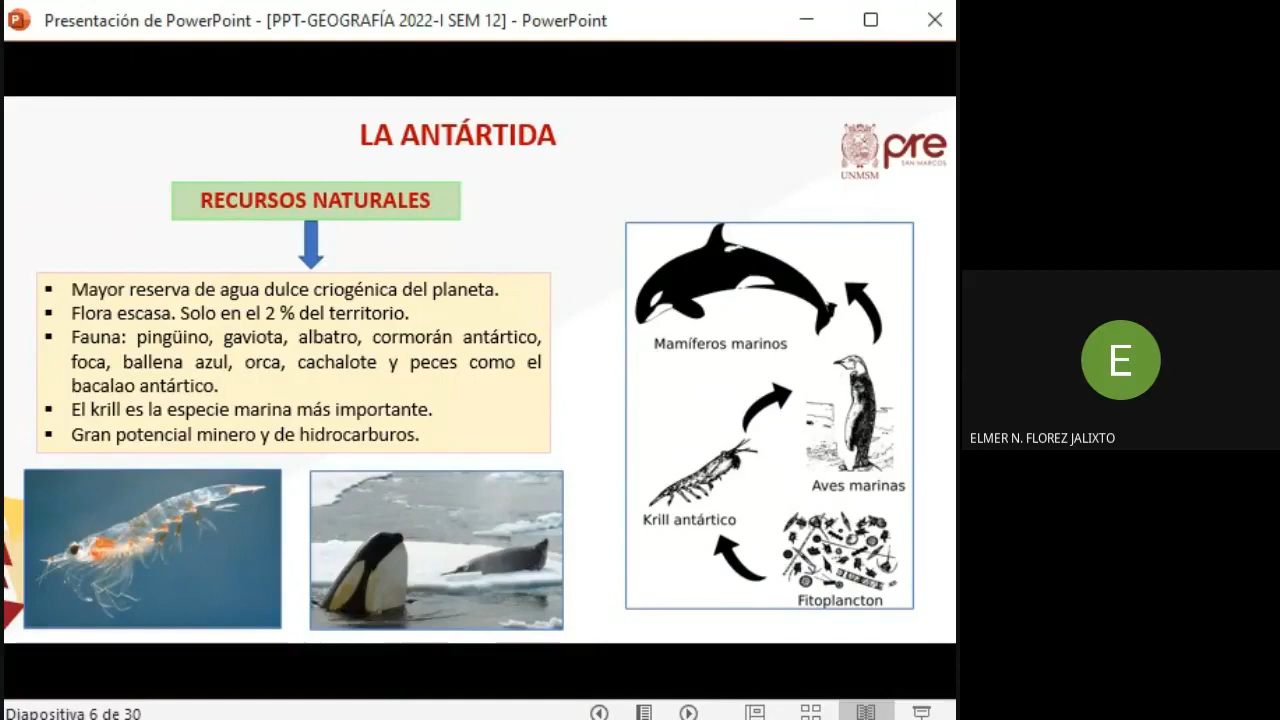 Presentación de PowerPoint - [PPT-GEOGRAFÍA 2022-I SEM 12] - PowerPoint
LA ANTÁRTIDA
pre
SAN MARCOS
UNMSM
RECURSOS NATURALES
▪ Mayor reserva de agua dulce criogénica del planeta.
▪ Flora escasa. Solo en el 2 % del territorio.
▪ Fauna: pingüino, gaviota, albatro, cormorán antártico,
foca, ballena azul, orca, cachalote y peces como el
bacalao antártico.
▪ El krill es la especie marina más importante.
▪ Gran potencial minero y de hidrocarburos.
Mamíferos marinos
Aves marinas
Krill antártico
Fitoplancton
E
ELMER N. FLOREZ JALIXTO
Diapositiva 6 de 30